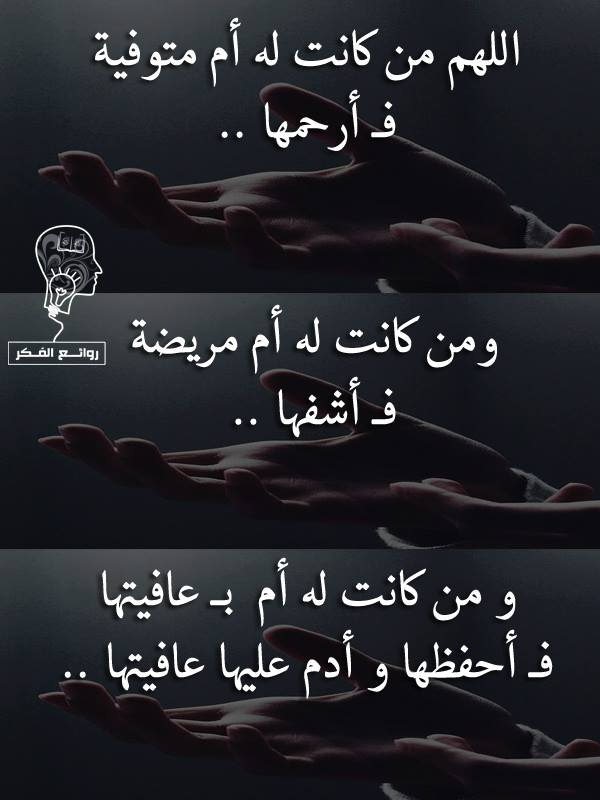 اللهم من كانت له أم متوفية
فـ أرحمها ..
روائع الفكر
ومن كانت له أم مريضة
فـ أشفها ..
و من كانت له أم بـ عافيتها
فـ أحفظها و أدم عليها عافيتها ..